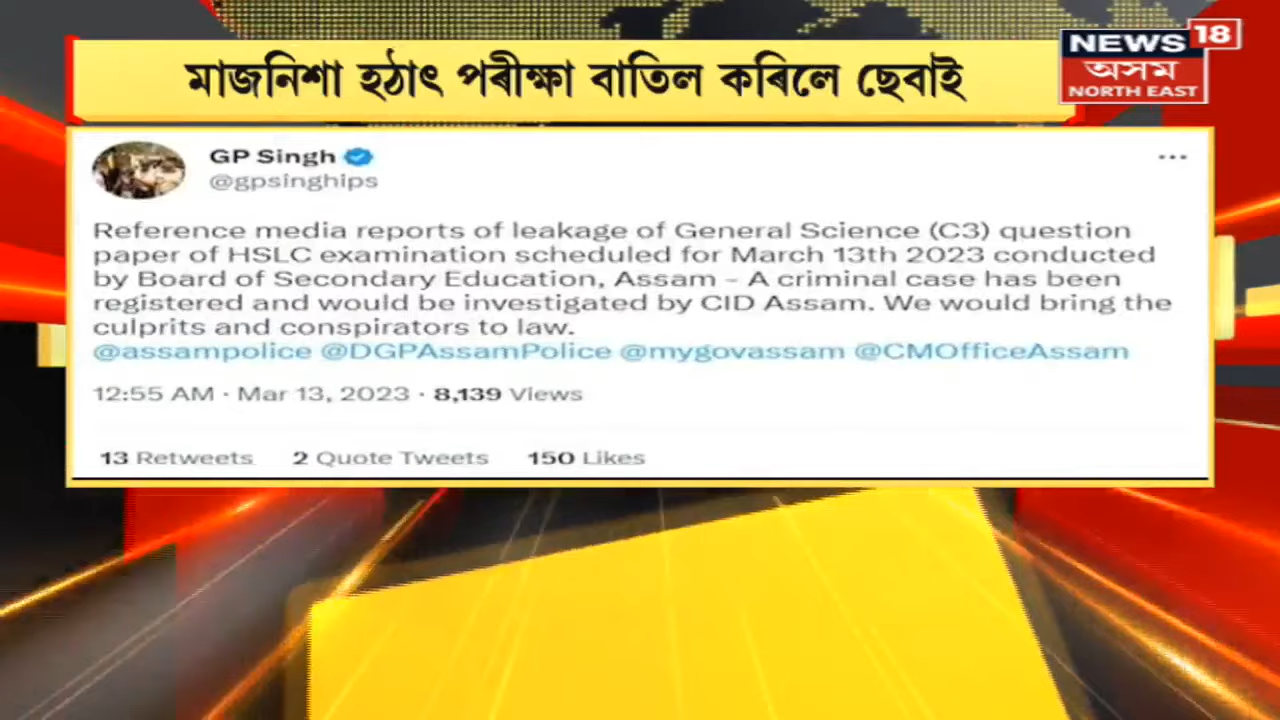 মাজনিশা হঠাৎ পৰীক্ষা বাতিল কৰিলে ছেবাই
NEWS 18
অসম
NORTH EAST
GP Singh
@gpsinghips
Reference media reports of leakage of General Science (C3) question
paper of HSLC examination scheduled for March 13th 2023 conducted
by Board of Secondary Education, Assam - A criminal case has been
registered and would be investigated by CID Assam. We would bring the
culprits and conspirators to law.
@assampolice @DGPAssamPolice @mygovassam @CMOfficeAssam
12:55 AM · Mar 13, 2023 · 8,139 Views
13 Retweets 2 Quote Tweets 150 Likes